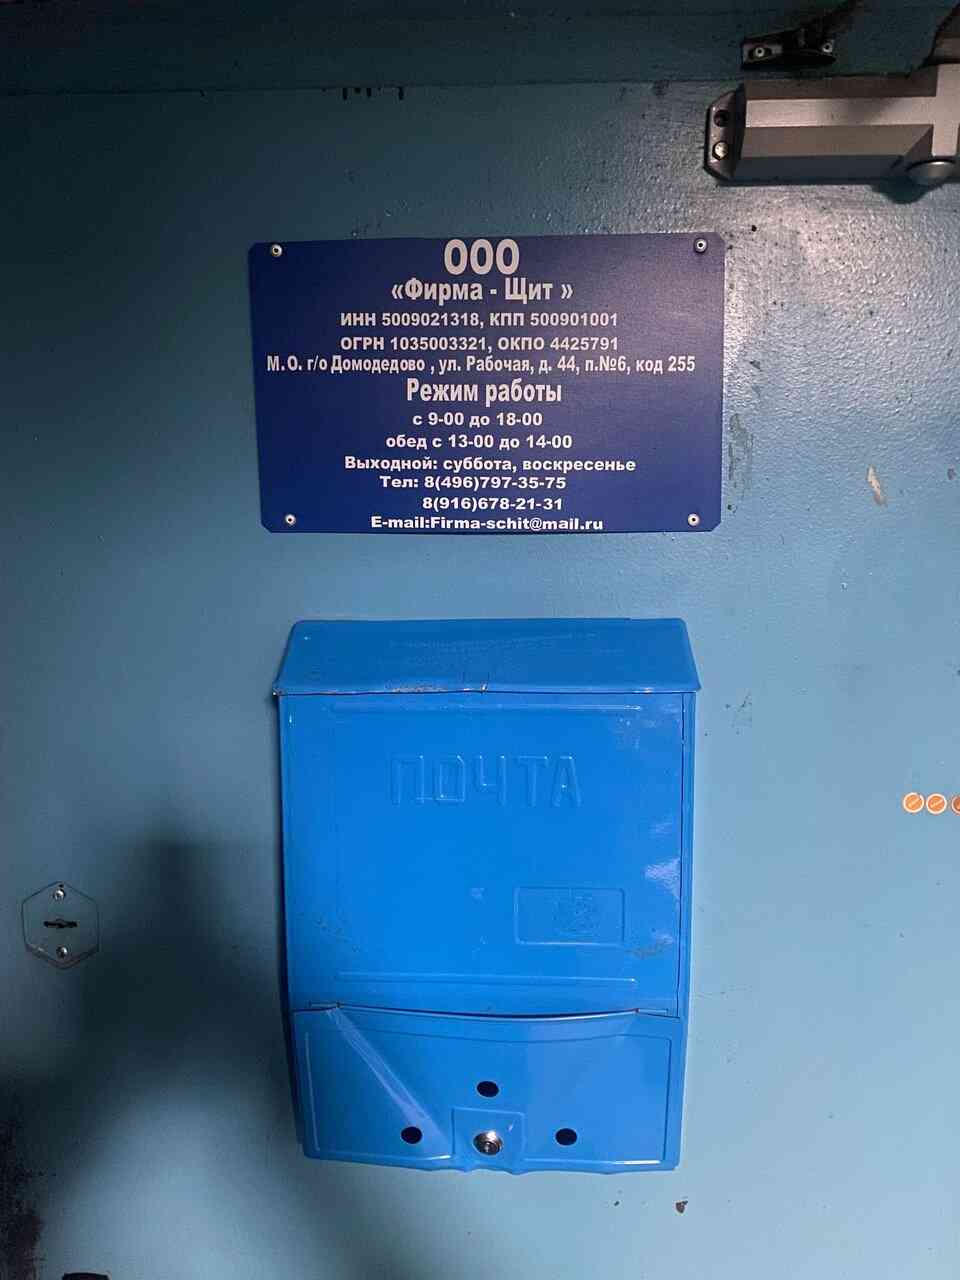 ООО
«Фирма - Щит »
ИНН 5009021318, КПП 500901001
ОГРН 1035003321, ОКПО 4425791
М.О. г/о Домодедово , ул. Рабочая, д. 44, п.№6, код 255
Режим работы
с 9-00 до 18-00
обед с 13-00 до 14-00
Выходной: суббота, воскресенье
Тел: 8(496)797-35-75
8(916)678-21-31
E-mail:Firma-schit@mail.ru
ПОЧТА